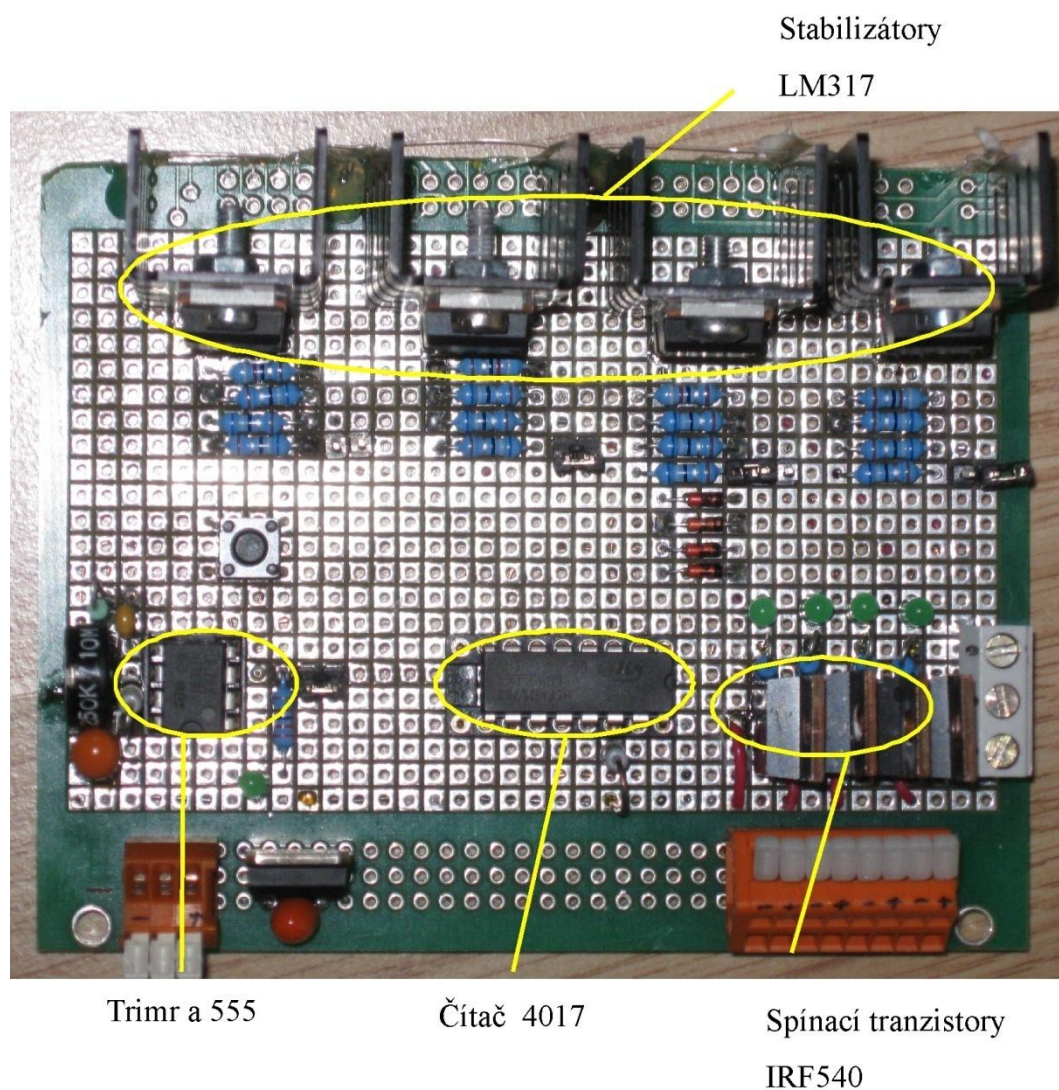 Stabilizátory
LM317
Trimr a 555
Čítač  4017
Spínací tranzistory
IRF540